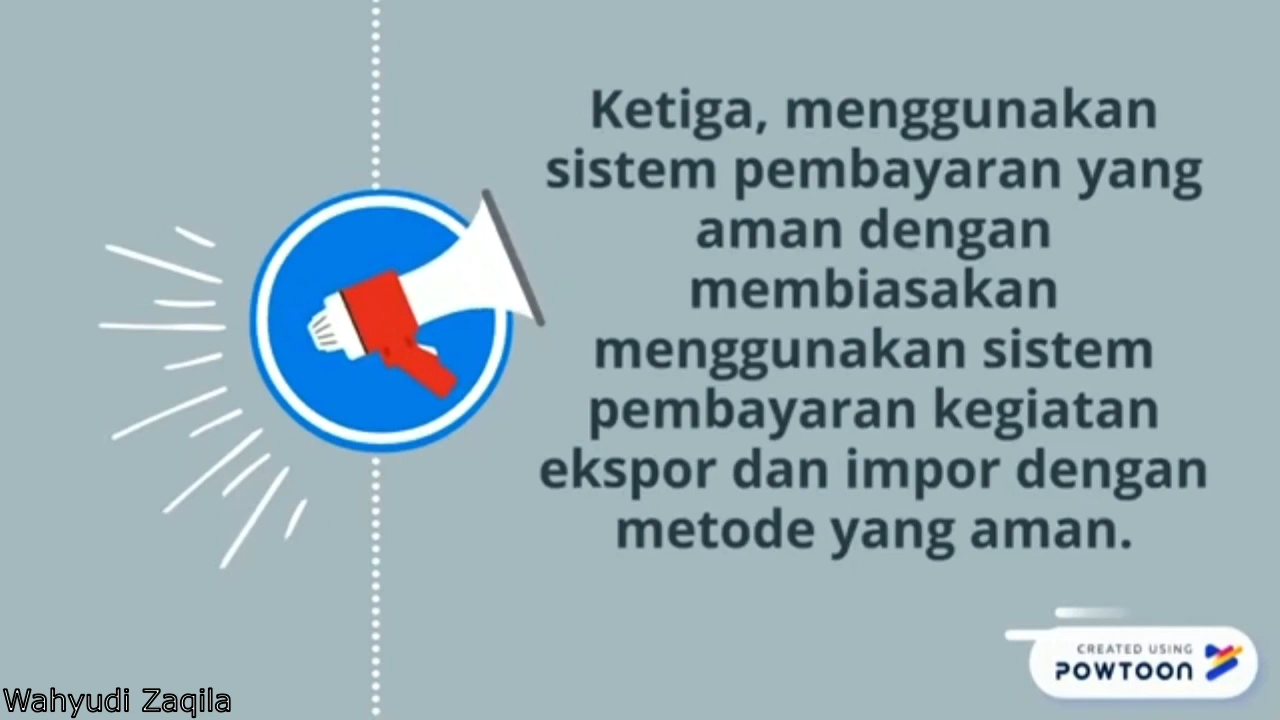 Ketiga, menggunakan
sistem pembayaran yang
aman dengan
membiasakan
menggunakan sistem
pembayaran kegiatan
ekspor dan impor dengan
metode yang aman.
CREATED USING
POWTOON
Wahyudi Zaqila